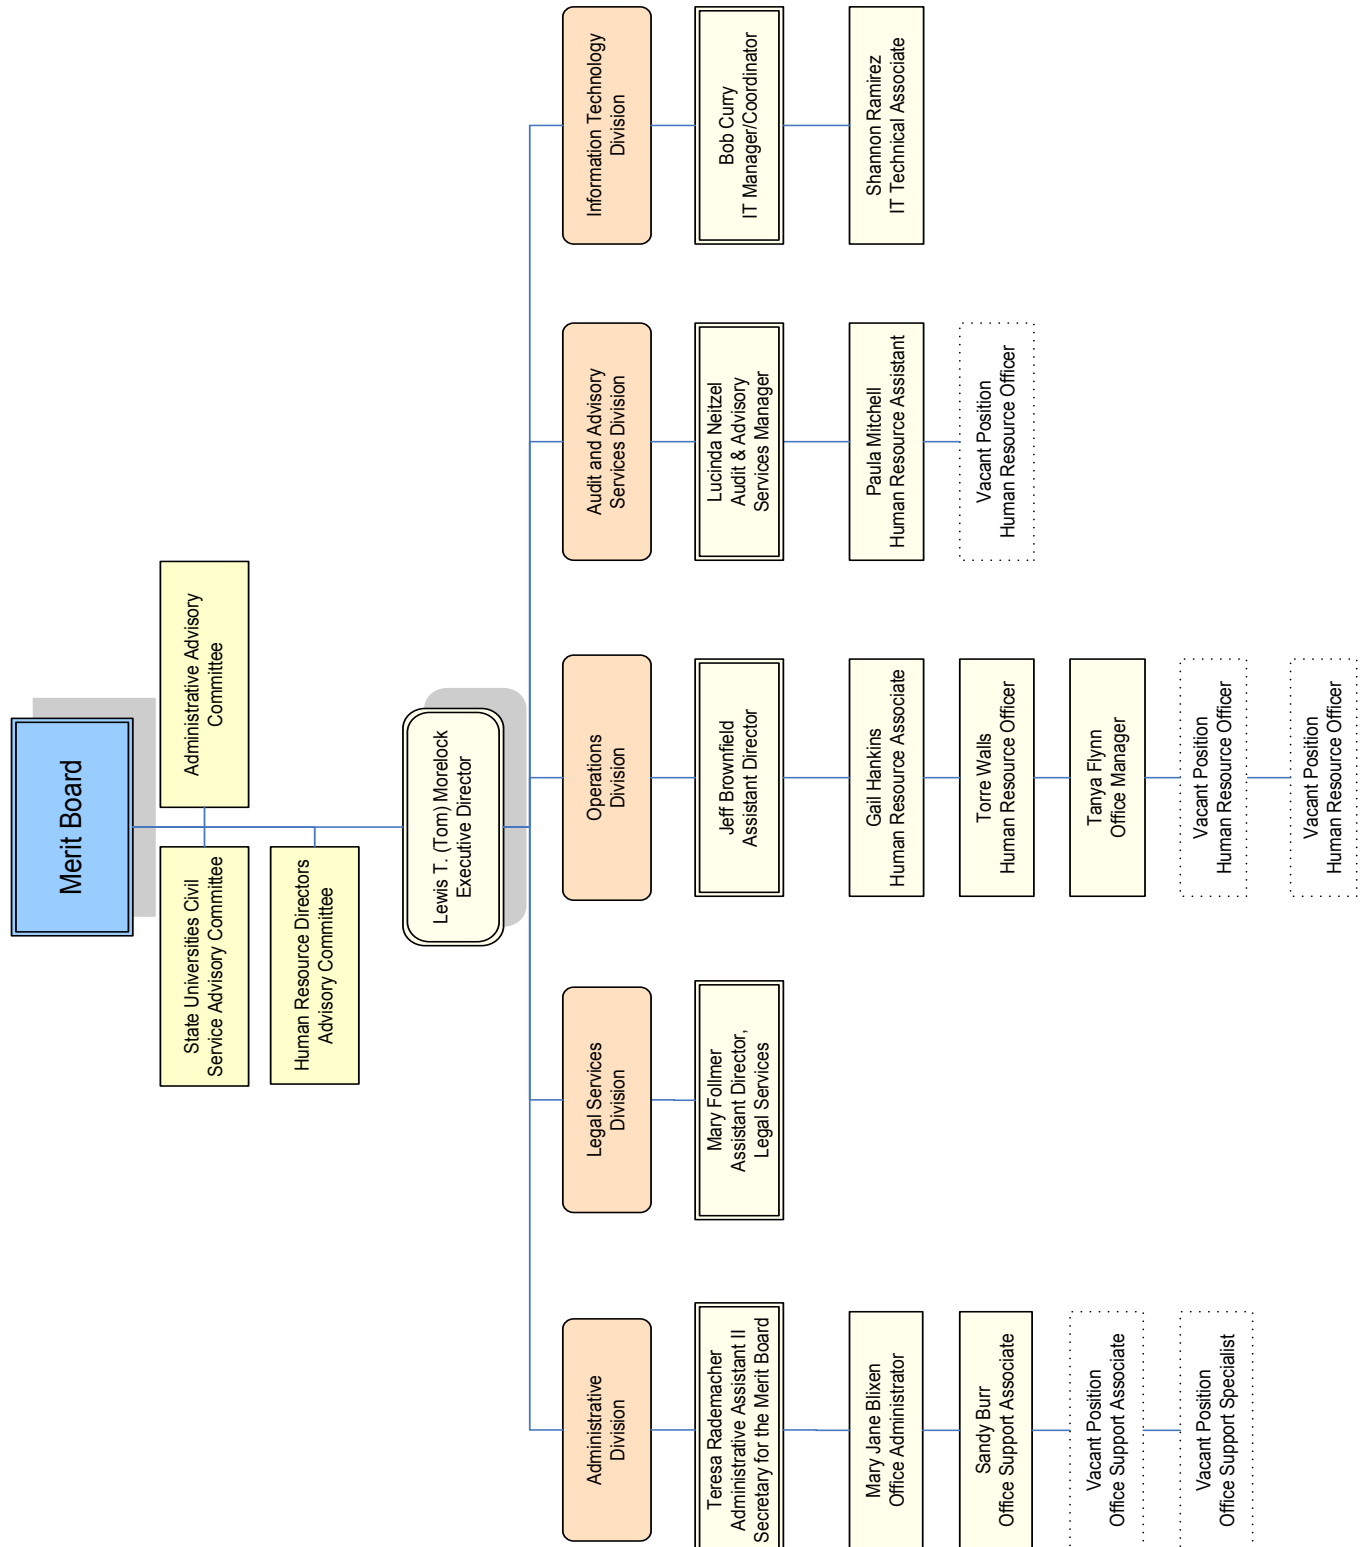 Merit Board
State Universities Civil
Service Advisory Committee
Administrative Advisory
Committee
Human Resource Directors
Advisory Committee
Lewis T. (Tom) Morelock
Executive Director
Administrative
Division
Teresa Rademacher
Administrative Assistant II
Secretary for the Merit Board
Mary Jane Blixen
Office Administrator
Sandy Burr
Office Support Associate
Vacant Position
Office Support Associate
Vacant Position
Office Support Specialist
Legal Services
Division
Mary Follmer
Assistant Director,
Legal Services
Operations
Division
Jeff Brownfield
Assistant Director
Gail Hankins
Human Resource Associate
Torre Walls
Human Resource Officer
Tanya Flynn
Office Manager
Vacant Position
Human Resource Officer
Vacant Position
Human Resource Officer
Audit and Advisory
Services Division
Lucinda Neitzel
Audit & Advisory
Services Manager
Paula Mitchell
Human Resource Assistant
Vacant Position
Human Resource Officer
Information Technology
Division
Bob Curry
IT Manager/Coordinator
Shannon Ramirez
IT Technical Associate